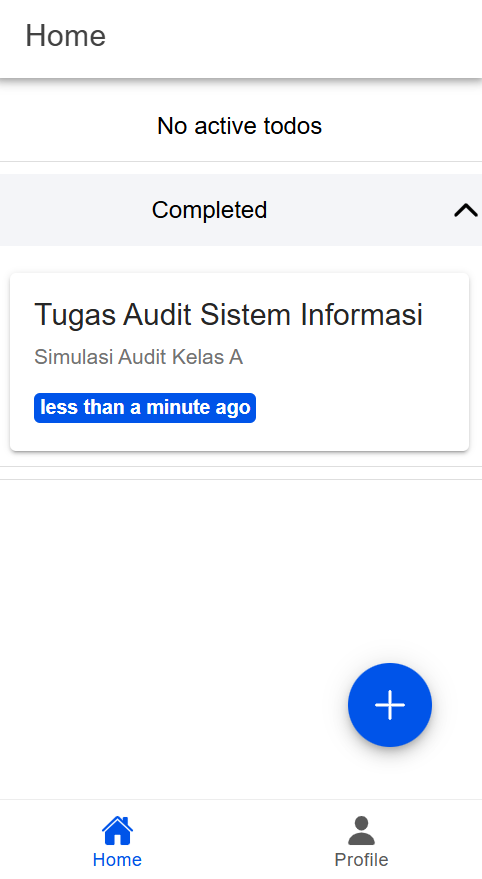 Home
No active todos
Completed
Tugas Audit Sistem Informasi
Simulasi Audit Kelas A
less than a minute ago
Home
Profile